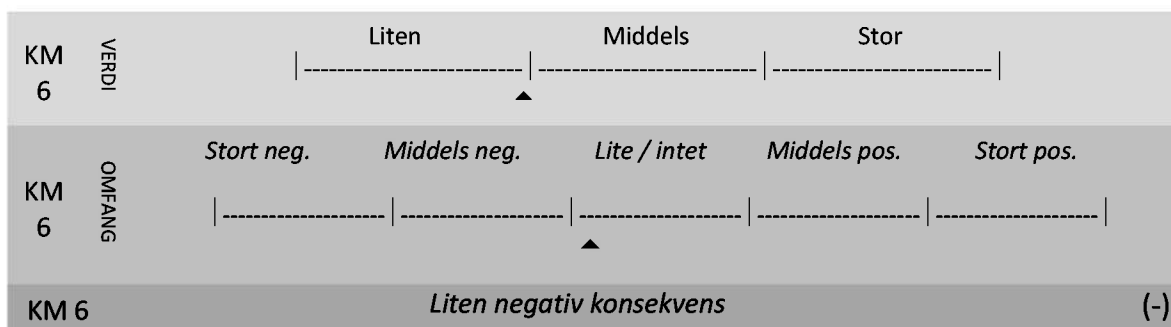 KM 6 VERDI Liten Middels Stor
|----------------------------|-----------------------------|----------------------------|
▲
KM 6 OMFANG Stort neg. Middels neg. Lite / intet Middels pos. Stort pos.
|----------------------|----------------------|----------------------|----------------------|----------------------|
▲
KM 6 Liten negativ konsekvens (-)